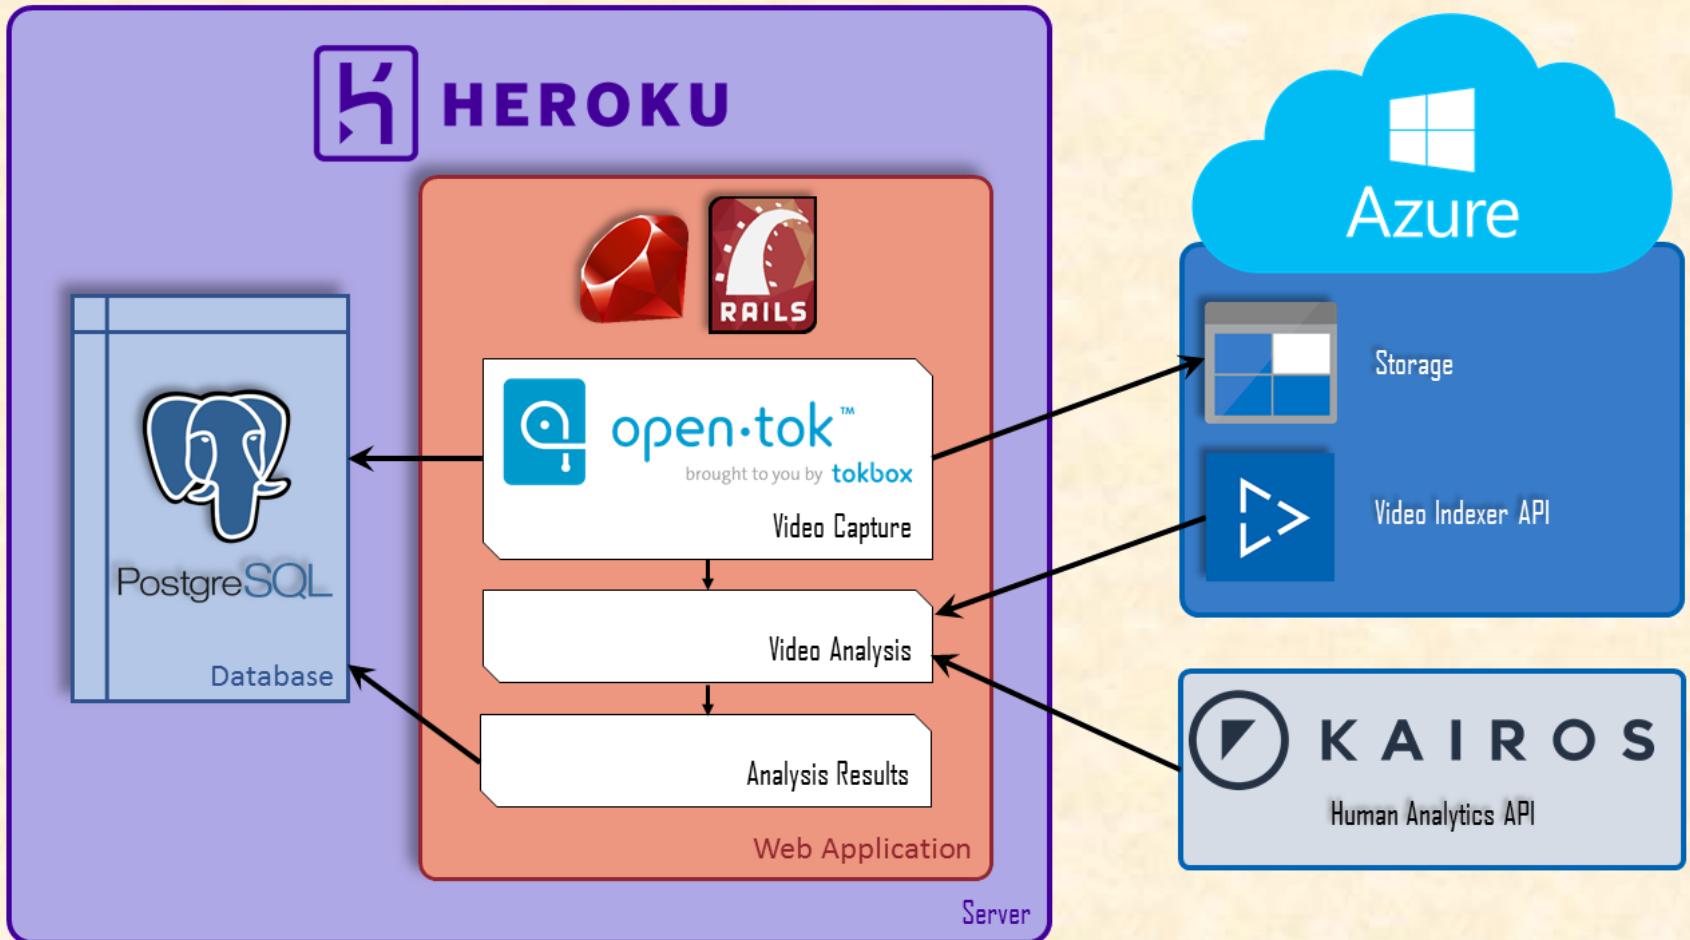 HEROKU
RAILS
open·tok™
brought to you by tokbox
Video Capture
Video Analysis
Analysis Results
Web Application
Server
PostgreSQL
Database
Azure
Storage
Video Indexer API
KAIROS
Human Analytics API